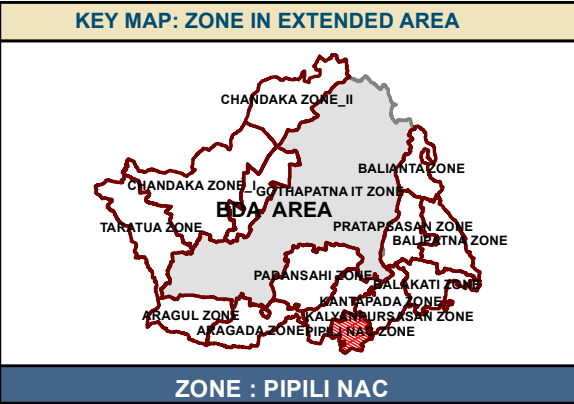 KEY MAP: ZONE IN EXTENDED AREA
CHANDAKA ZONE_II
BALIANTA ZONE
CHANDAKA ZONE_I
GOTHAPATNA IT ZONE
BDA AREA
TARATUA ZONE
PRATAPSASAN ZONE
BALIPATNA ZONE
PADANSAHI ZONE
BALAKATI ZONE
KANTAPADA ZONE
ARAGUL ZONE
KALYANPURSASAN ZONE
ARAGADA ZONE
PIPILI NAC ZONE
ZONE : PIPILI NAC